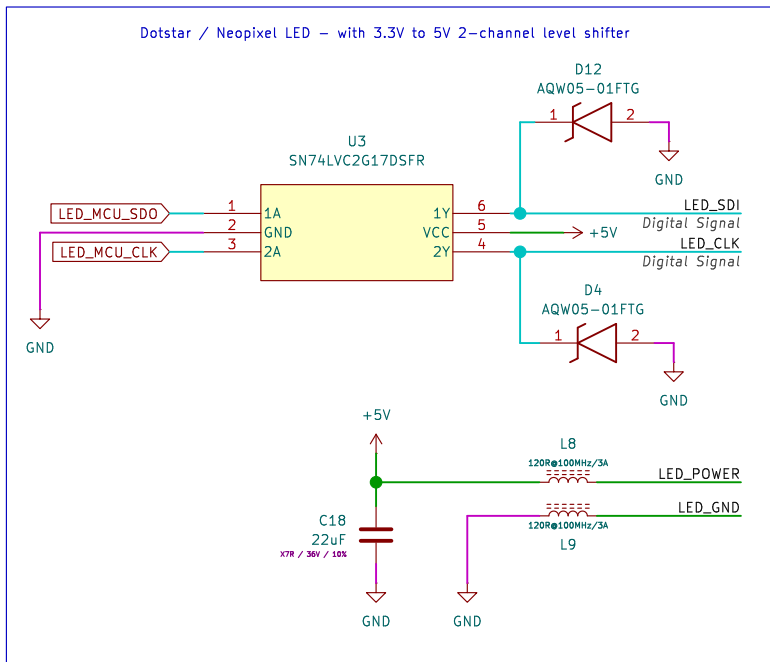 Dotstar / Neopixel LED - with 3.3V to 5V 2-channel level shifter
D12
AQW05-01FTG
1 2
GND
U3
SN74LVC2G17DSFR
LED_MCU_SDO 1 1A 1Y 6 LED_SDI
Digital Signal
2 GND VCC 5 +5V
LED_MCU_CLK 3 2A 2Y 4 LED_CLK
Digital Signal
GND
D4
AQW05-01FTG
1 2
GND
+5V
L8
120R@100MHz/3A
LED_POWER
LED_GND
120R@100MHz/3A
L9
C18
22uF
X7R / 36V / 10%
GND
GND